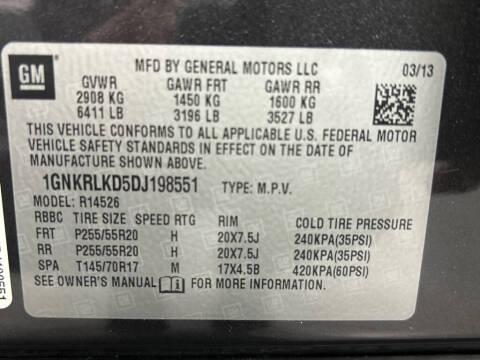 GM
MFD BY GENERAL MOTORS LLC 03/13
GVWR GAWR FRT GAWR RR
2908 KG 1450 KG 1600 KG
6411 LB 3196 LB 3527 LB
THIS VEHICLE CONFORMS TO ALL APPLICABLE U.S. FEDERAL MOTOR
VEHICLE SAFETY STANDARDS IN EFFECT ON THE DATE OF
MANUFACTURE SHOWN ABOVE.
1GNKRLKD5DJ198551 TYPE: M.P.V.
MODEL: R14526
RBBC TIRE SIZE SPEED RTG RIM COLD TIRE PRESSURE
FRT P255/55R20 H 20X7.5J 240KPA(35PSI)
RR P255/55R20 H 20X7.5J 240KPA(35PSI)
SPA T145/70R17 M 17X4.5B 420KPA(60PSI)
SEE OWNER'S MANUAL FOR MORE INFORMATION.